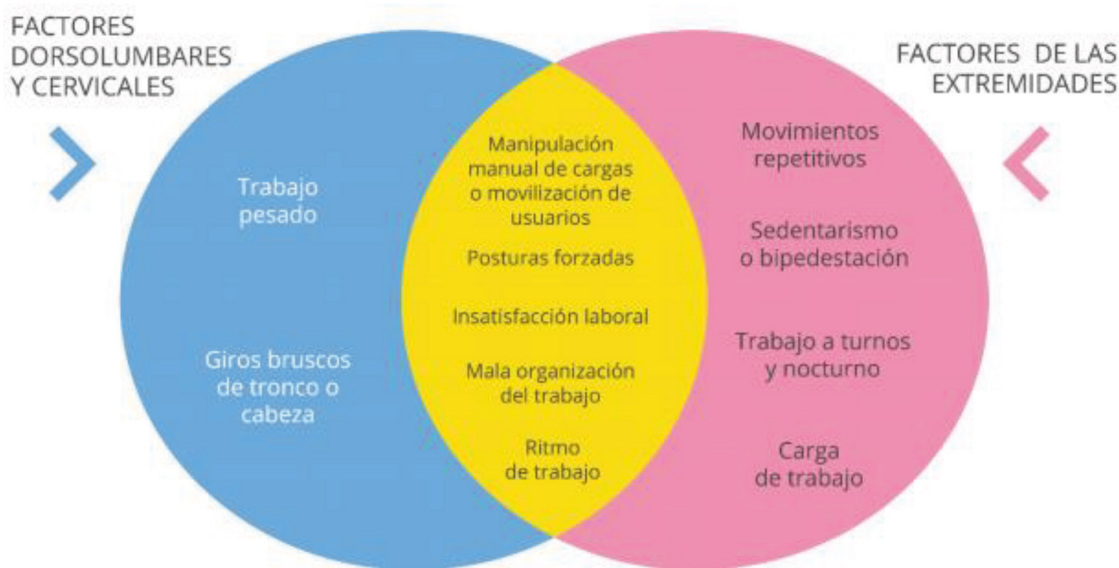 FACTORES
DORSOLUMBARES
Y CERVICALES
FACTORES DE LAS
EXTREMIDADES
Trabajo
pesado
Giros bruscos
de tronco o
cabeza
Manipulación
manual de cargas
o movilización de
usuarios
Posturas forzadas
Insatisfacción laboral
Mala organización
del trabajo
Ritmo
de trabajo
Movimientos
repetitivos
Sedentarismo
o bipedestación
Trabajo a turnos
y nocturno
Carga
de trabajo